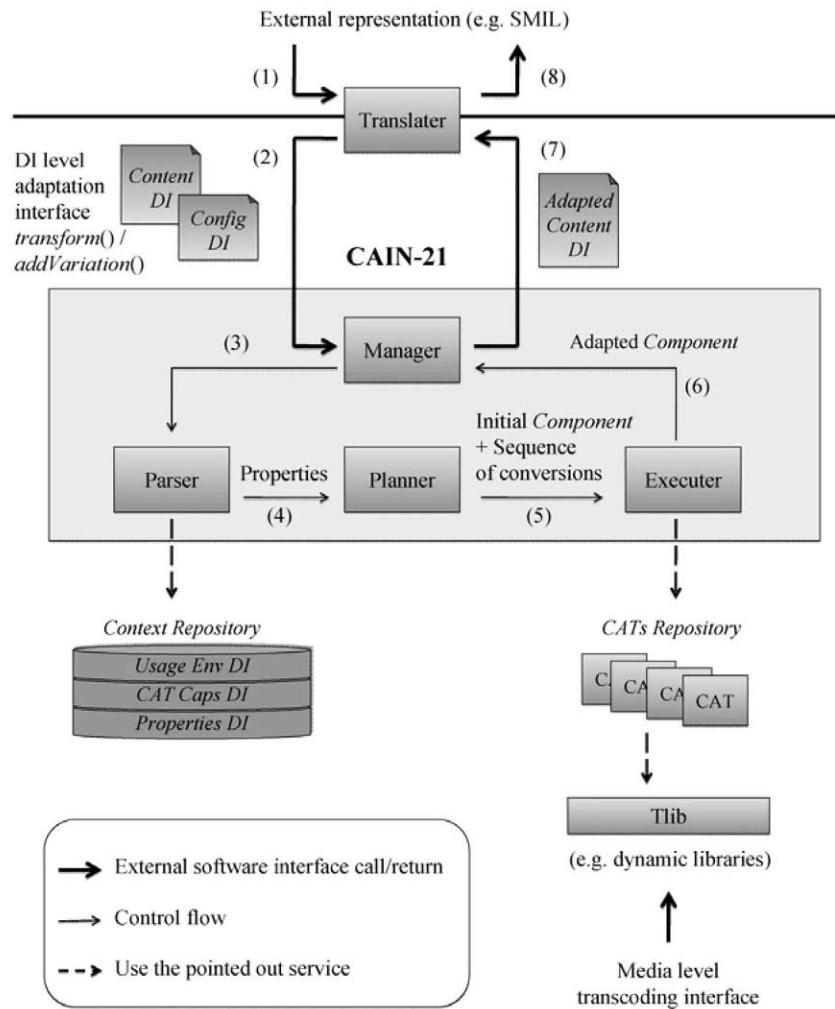 External representation (e.g. SMIL)
(1)
(8)
Translater
(2)
(7)
DI level
adaptation
interface
transform() /
addVariation()
Content
DI
Config
DI
Adapted
Content
DI
CAIN-21
Manager
(3)
Adapted Component
(6)
Parser
Properties
(4)
Planner
Initial Component
+ Sequence
of conversions
(5)
Executer
Context Repository
Usage Env DI
CAT Caps DI
Properties DI
CATs Repository
CA
CA
CA
CAT
Tlib
(e.g. dynamic libraries)
Media level
transcoding interface
External software interface call/return
Control flow
Use the pointed out service